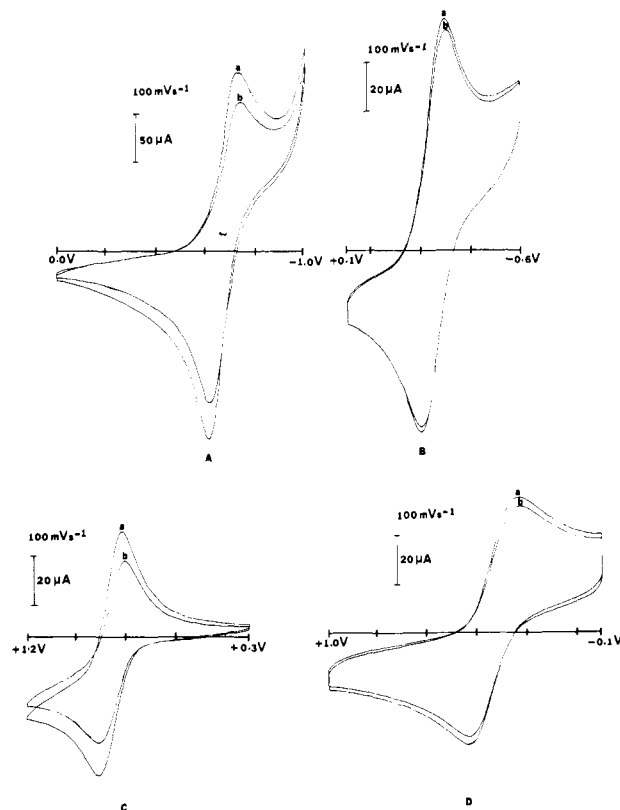 a
b
100 mVs⁻¹
50 µA
0.0V
-1.0V
A
a
b
100 mVs⁻¹
20 µA
+0.1V
-0.6V
B
a
b
100 mVs⁻¹
20 µA
+1.2V
+0.3V
C
a
b
100 mVs⁻¹
20 µA
+1.0V
-0.1V
D